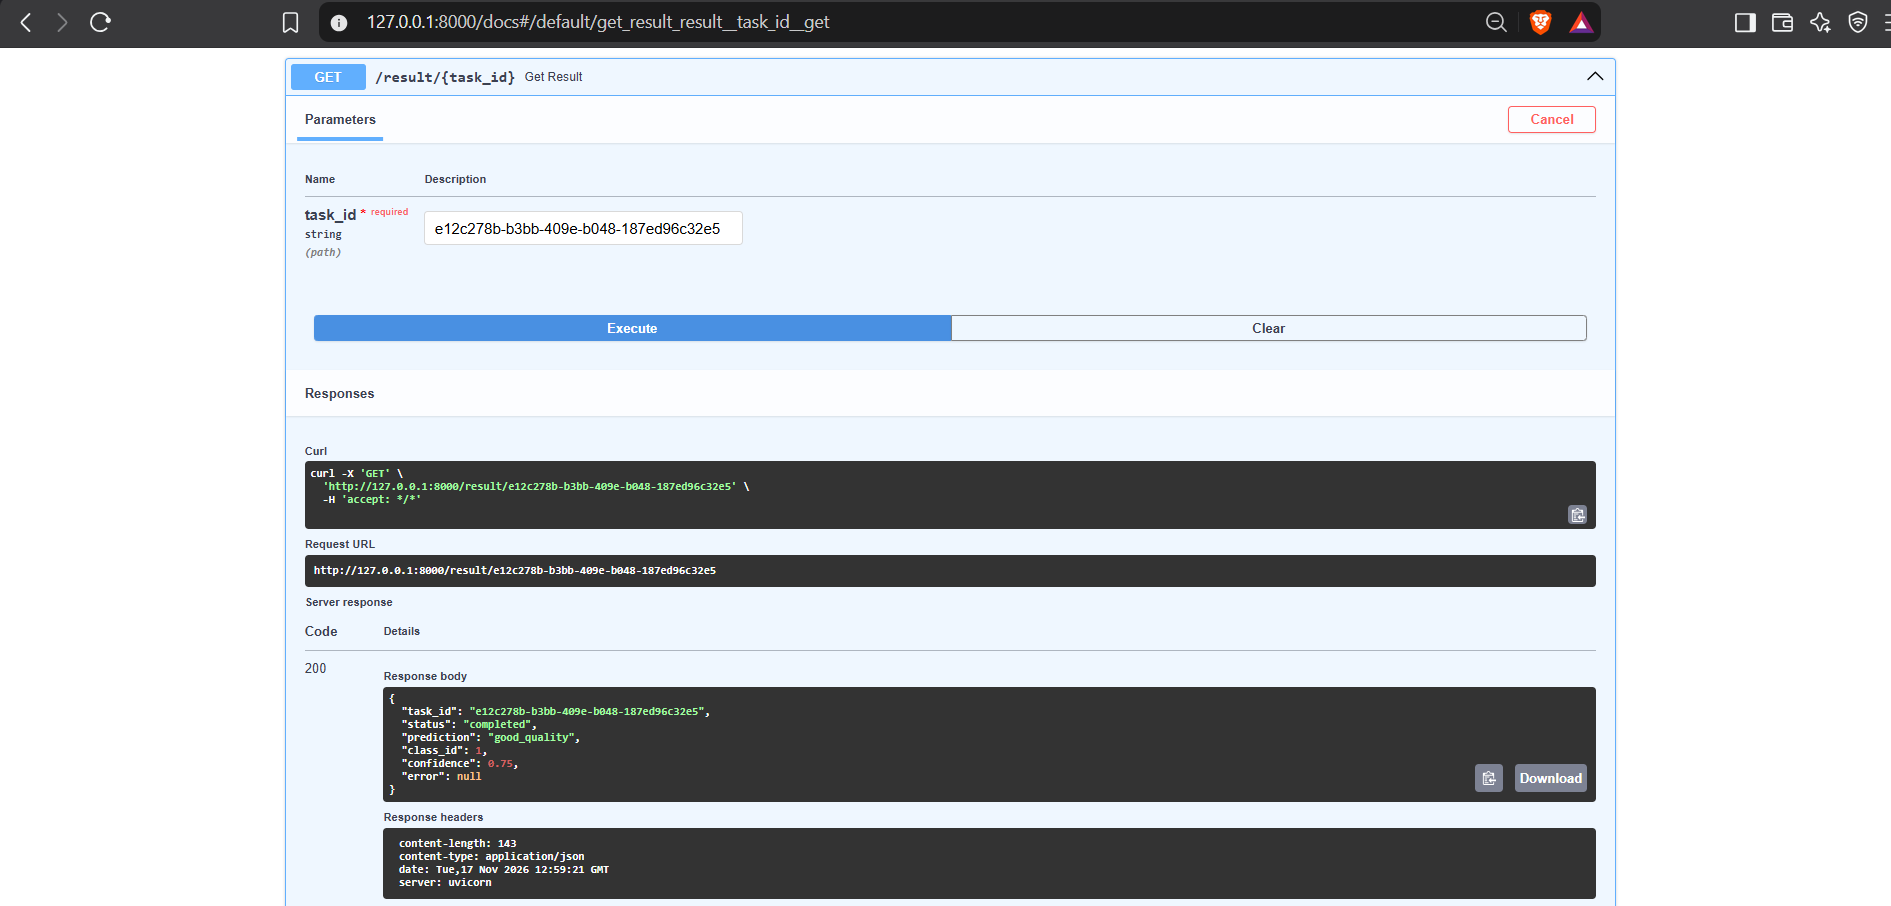 127.0.0.1:8000/docs#/default/get_result_result__task_id__get
GET /result/{task_id} Get Result
Parameters
Cancel
Name Description
task_id * required
string
(path)
e12c278b-b3bb-409e-b048-187ed96c32e5
Execute Clear
Responses
Curl
curl -X 'GET' \
'http://127.0.0.1:8000/result/e12c278b-b3bb-409e-b048-187ed96c32e5' \
-H 'accept: */*'
Request URL
http://127.0.0.1:8000/result/e12c278b-b3bb-409e-b048-187ed96c32e5
Server response
Code Details
200
Response body
{
"task_id": "e12c278b-b3bb-409e-b048-187ed96c32e5",
"status": "completed",
"prediction": "good_quality",
"class_id": 1,
"confidence": 0.75,
"error": null
}
Download
Response headers
content-length: 143
content-type: application/json
date: Tue,17 Nov 2026 12:59:21 GMT
server: uvicorn